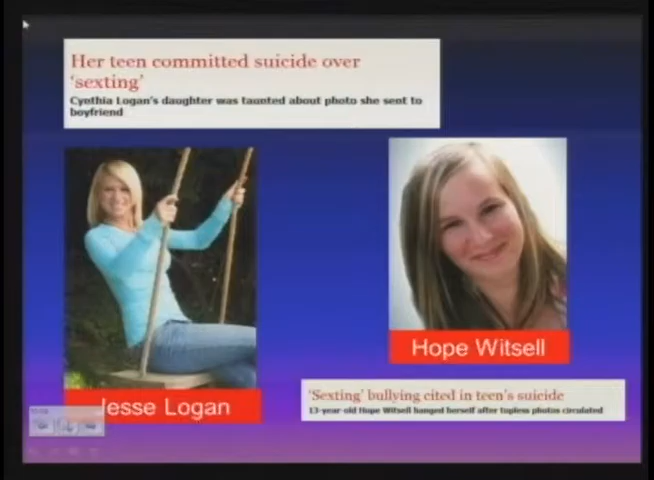 Her teen committed suicide over
'sexting'
Cynthia Logan's daughter was taunted about photo she sent to
boyfriend
Hope Witsell
'Sexting' bullying cited in teen's suicide
13-year-old Hope Witsell hanged herself after topless photos circulated
Jesse Logan